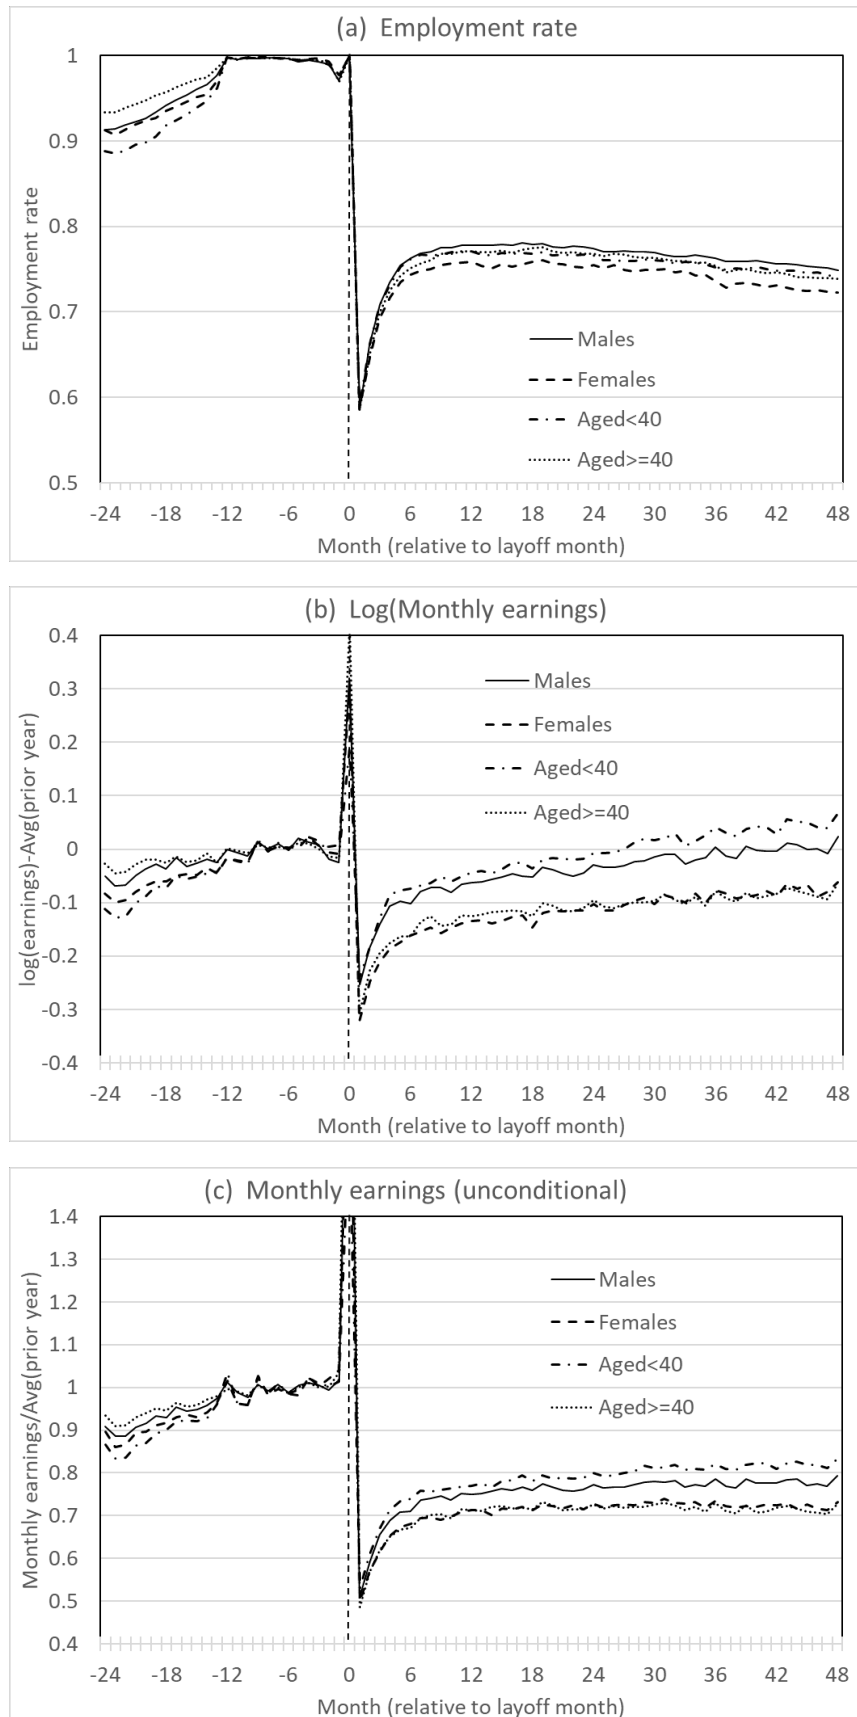 (a) Employment rate
1
0.9
0.8
0.7
0.6
0.5
Employment rate
Males
Females
Aged<40
Aged>=40
-24 -18 -12 -6 0 6 12 18 24 30 36 42 48
Month (relative to layoff month)
(b) Log(Monthly earnings)
0.4
0.3
0.2
0.1
0
-0.1
-0.2
-0.3
-0.4
log(earnings)-Avg(prior year)
Males
Females
Aged<40
Aged>=40
-24 -18 -12 -6 0 6 12 18 24 30 36 42 48
Month (relative to layoff month)
(c) Monthly earnings (unconditional)
1.4
1.3
1.2
1.1
1
0.9
0.8
0.7
0.6
0.5
0.4
Monthly earnings/Avg(prior year)
Males
Females
Aged<40
Aged>=40
-24 -18 -12 -6 0 6 12 18 24 30 36 42 48
Month (relative to layoff month)